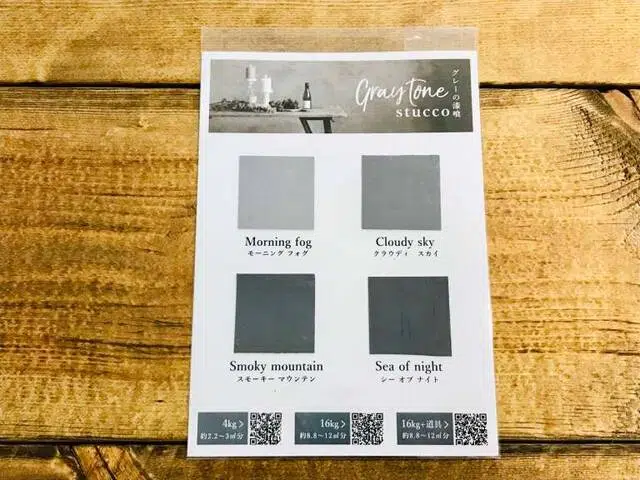 Gray tone
stucco
グレーの漆喰
Morning fog
モーニング フォグ
Cloudy sky
クラウディ スカイ
Smoky mountain
スモーキー マウンテン
Sea of night
シー オブ ナイト
4kg>
約2.2～3㎡分
16kg>
約8.8～12㎡分
16kg+道具>
約8.8～12㎡分